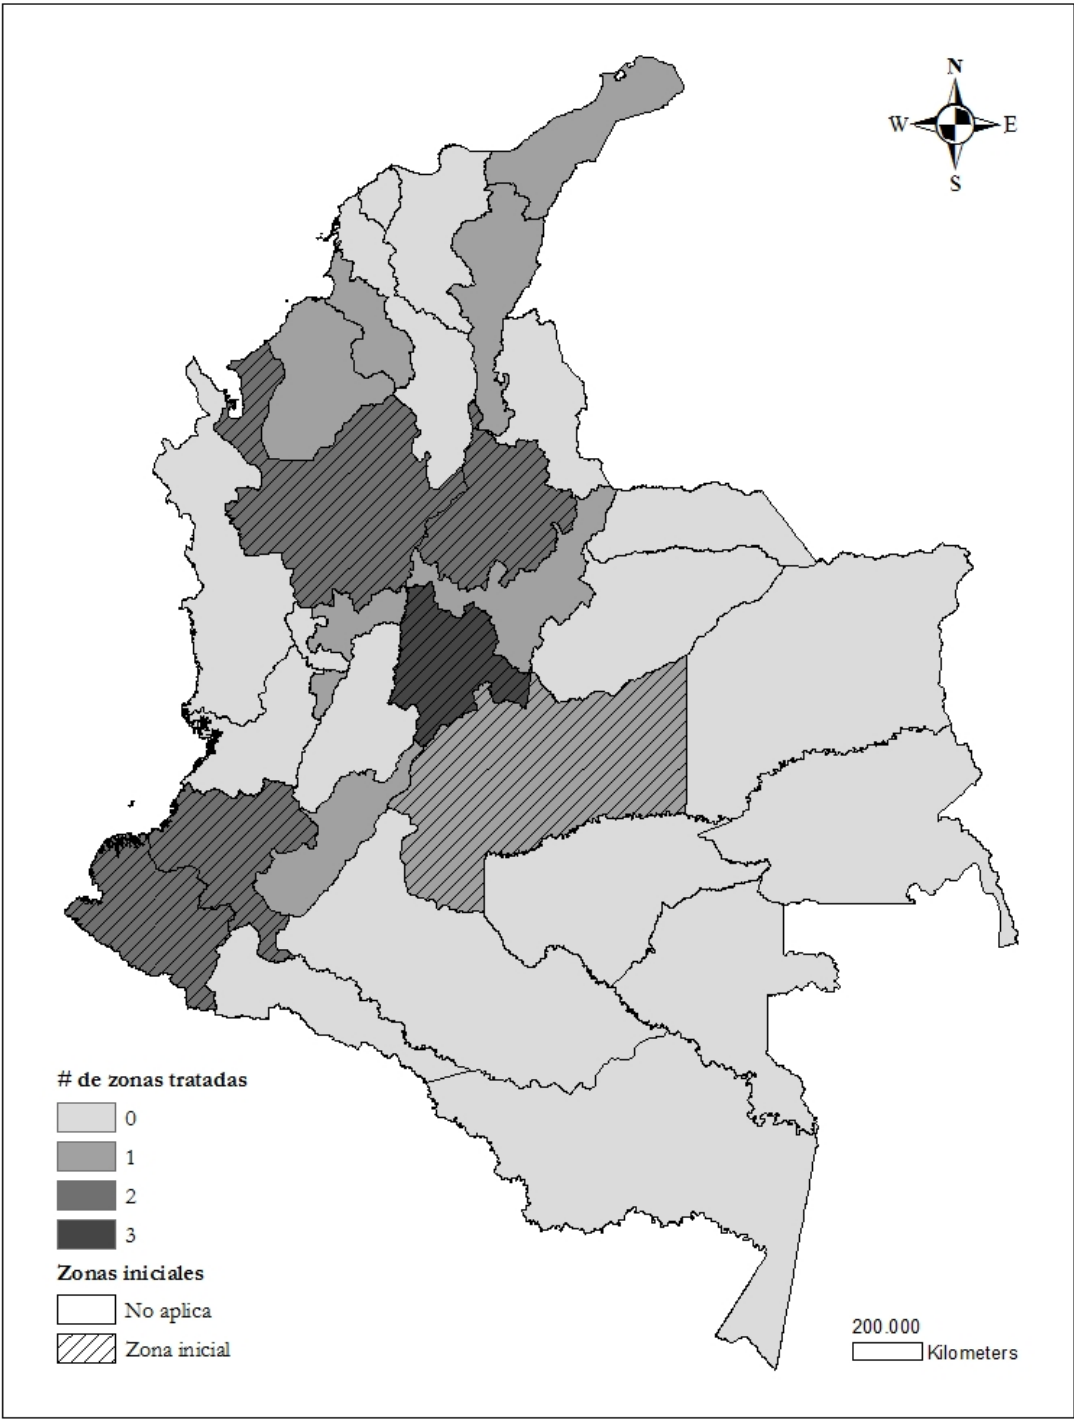 N
W E
S
# de zonas tratadas
0
1
2
3
Zonas iniciales
No aplica
Zona inicial
200.000
Kilometers